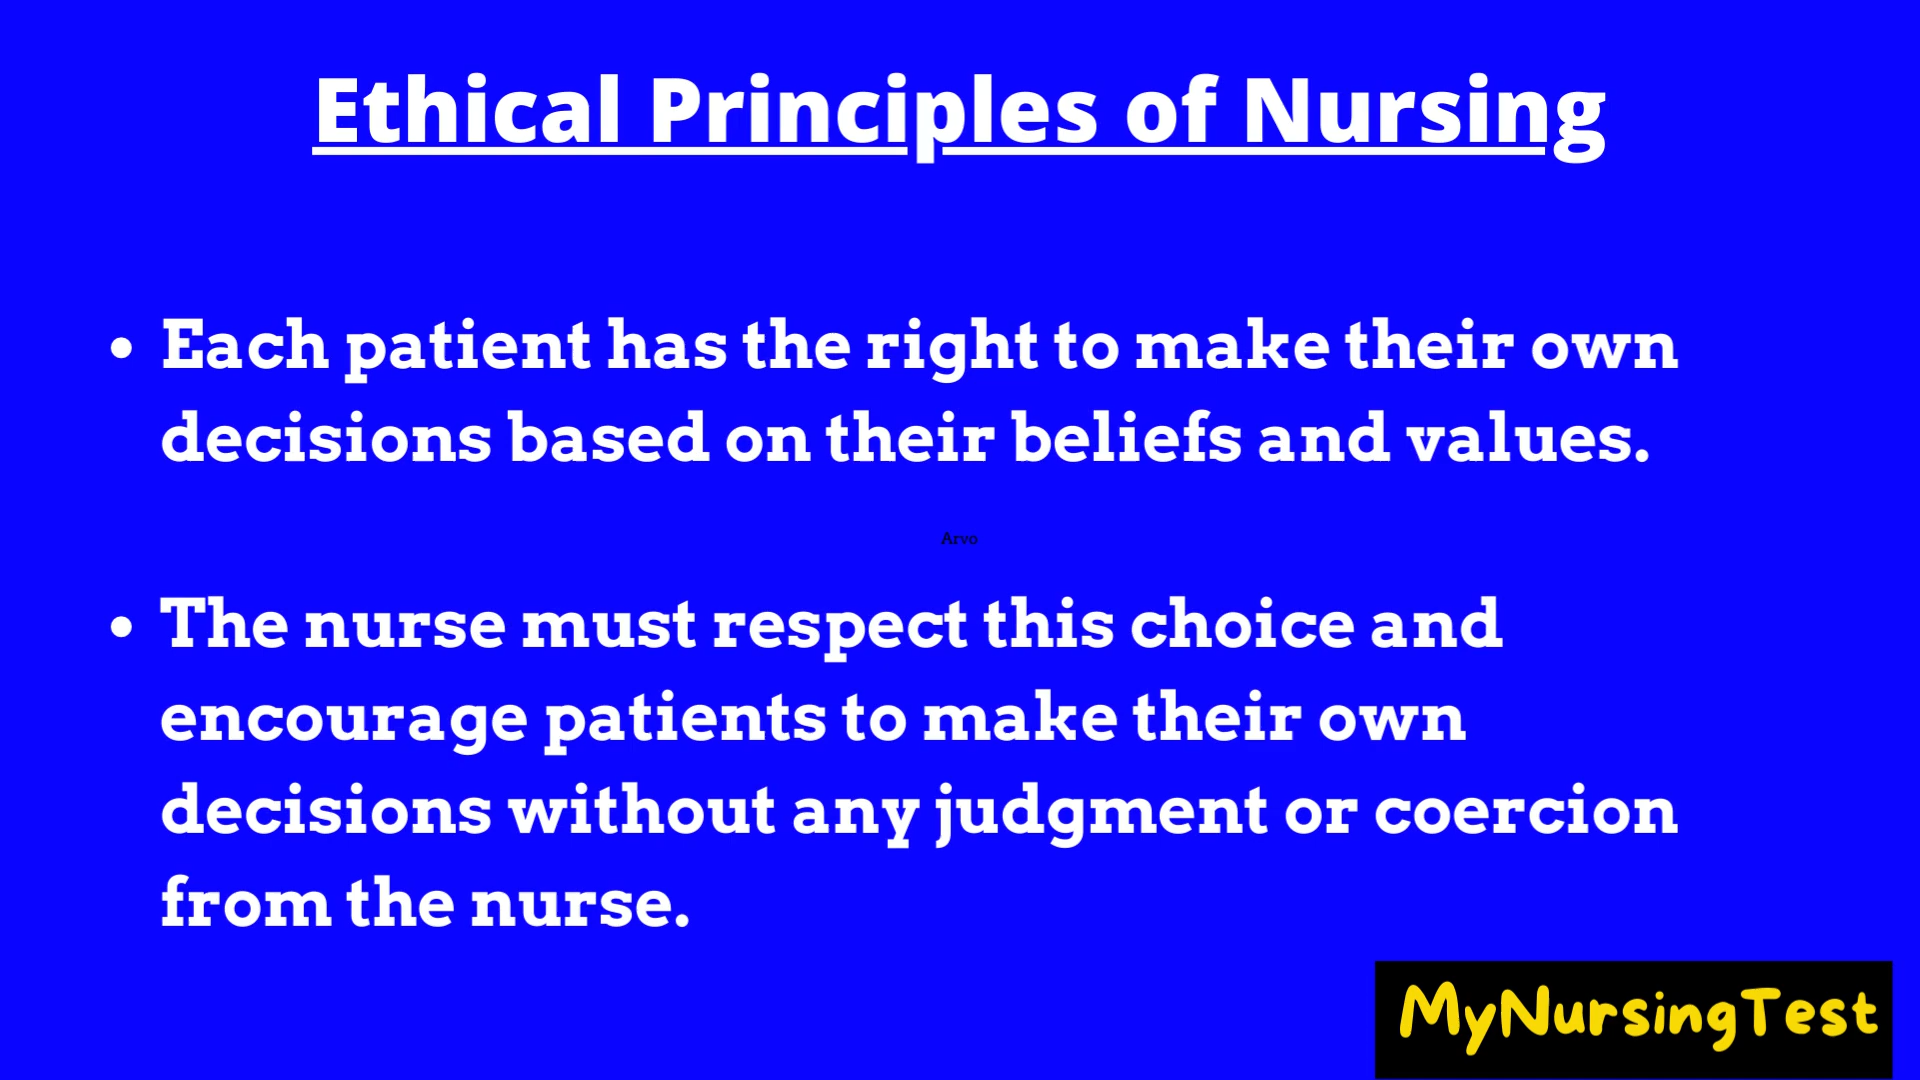 Ethical Principles of Nursing
• Each patient has the right to make their own
decisions based on their beliefs and values.
Arvo
• The nurse must respect this choice and
encourage patients to make their own
decisions without any judgment or coercion
from the nurse.
MyNursingTest